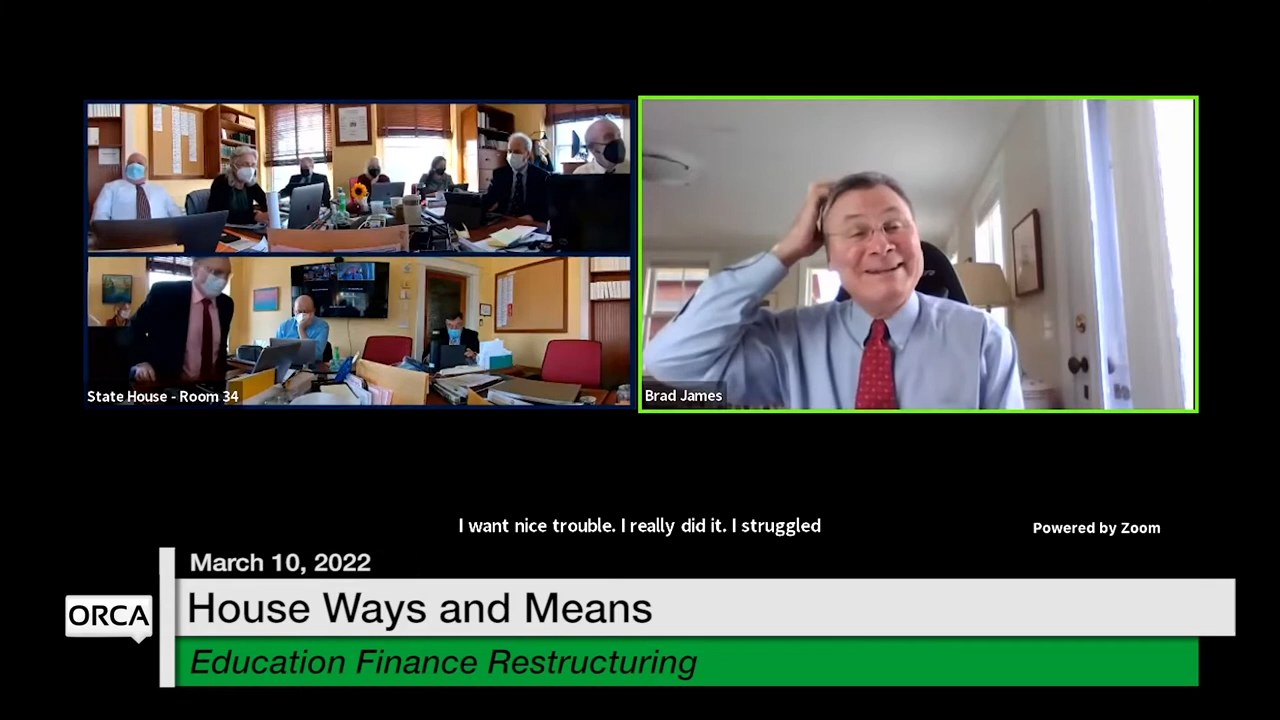 State House - Room 34
Brad James
I want nice trouble. I really did it. I struggled
Powered by Zoom
March 10, 2022
ORCA
House Ways and Means
Education Finance Restructuring